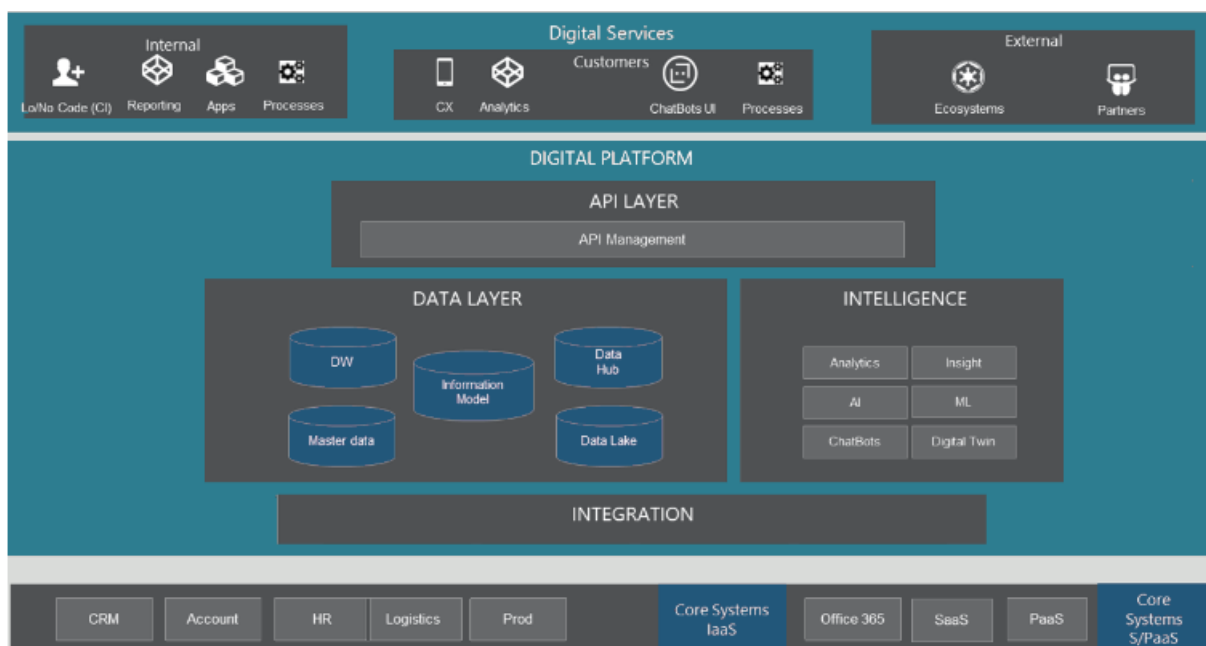 Digital Services
Internal
Lo/No Code (CI)
Reporting
Apps
Processes
Customers
CX
Analytics
ChatBots UI
Processes
External
Ecosystems
Partners
DIGITAL PLATFORM
API LAYER
API Management
DATA LAYER
DW
Information
Model
Data
Hub
Master data
Data Lake
INTELLIGENCE
Analytics
Insight
AI
ML
ChatBots
Digital Twin
INTEGRATION
CRM
Account
HR
Logistics
Prod
Core Systems
IaaS
Office 365
SaaS
PaaS
Core
Systems
S/PaaS